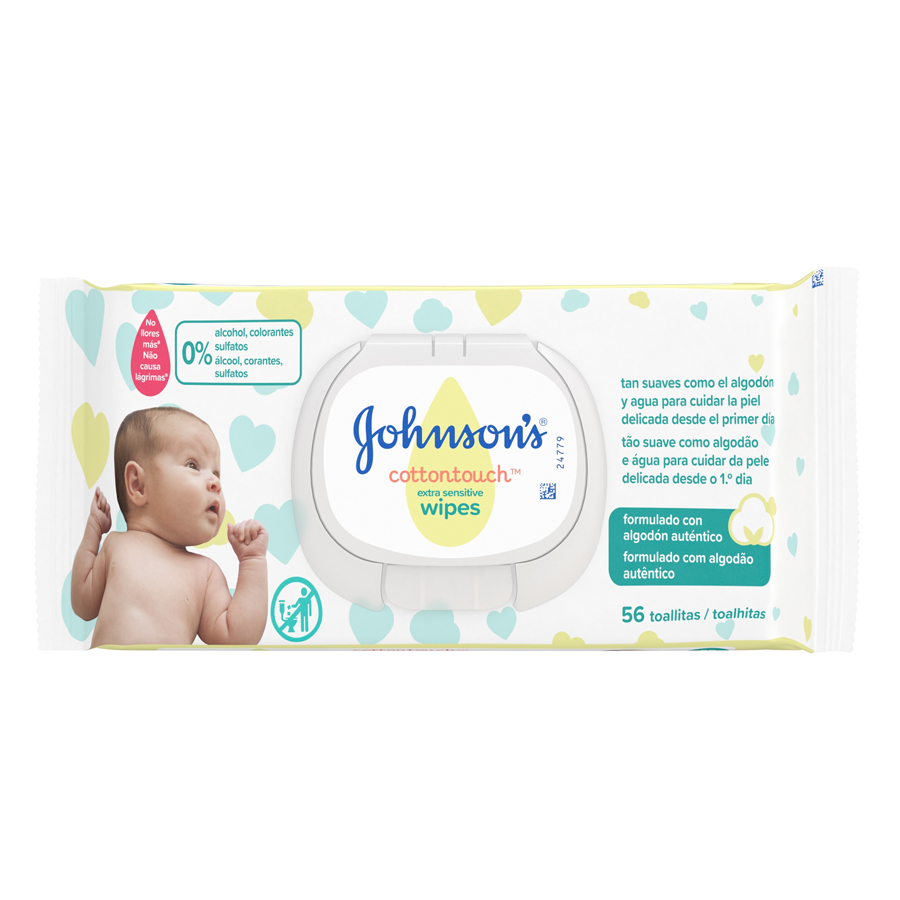 No
llores
más*
Não
causa
lágrimas*
0%
alcohol, colorantes
sulfatos
álcool, corantes,
sulfatos
Johnson's®
cottontouch™
extra sensitive
wipes
24779
tan suaves como el algodón
y agua para cuidar la piel
delicada desde el primer día
tão suave como algodão
e água para cuidar da pele
delicada desde o 1.º dia
formulado con
algodón auténtico
formulado com algodão
autêntico
56 toallitas / toalhitas